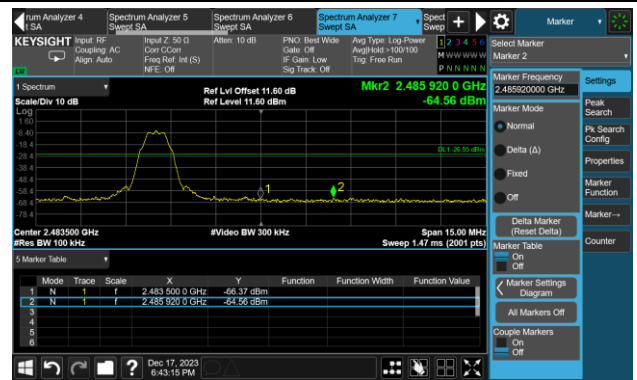 rum Analyzer 4
t SA
Spectrum Analyzer 5
Swept SA
Spectrum Analyzer 6
Swept SA
Spectrum Analyzer 7
Swept SA
Spect
Swep
Marker
KEYSIGHT
Input: RF
Coupling: AC
Align: Auto
Input Z: 50 Ω
Corr CCorr
Freq Ref: Int (S)
NFE: Off
Atten: 10 dB
PNO: Best Wide
Gate: Off
IF Gain: Low
Sig Track: Off
Avg Type: Log-Power
Avg|Hold:>100/100
Trig: Free Run
1 2 3 4 5 6
M W W W W W
P N N N N N
Select Marker
Marker 2
1 Spectrum
Scale/Div 10 dB
Log
Ref Lvl Offset 11.60 dB
Ref Level 11.60 dBm
Mkr2 2.485 920 0 GHz
-64.56 dBm
1.60
-8.40
-18.4
-28.4
-38.4
-48.4
-58.4
-68.4
-78.4
DL1 -26.55 dBm
1
2
Center 2.483500 GHz
#Res BW 100 kHz
#Video BW 300 kHz
Span 15.00 MHz
Sweep 1.47 ms (2001 pts)
5 Marker Table
Mode Trace Scale X Y Function Function Width Function Value
1 N 1 f 2.483 500 0 GHz -66.37 dBm
2 N 1 f 2.485 920 0 GHz -64.56 dBm
3
4
5
6
Marker Frequency
2.485920000 GHz
Marker Mode
Normal
Delta (Δ)
Fixed
Off
Delta Marker
(Reset Delta)
Marker Table
On
Off
Marker Settings
Diagram
All Markers Off
Couple Markers
On
Off
Settings
Peak
Search
Pk Search
Config
Properties
Marker
Function
Marker→
Counter
Dec 17, 2023
6:43:15 PM